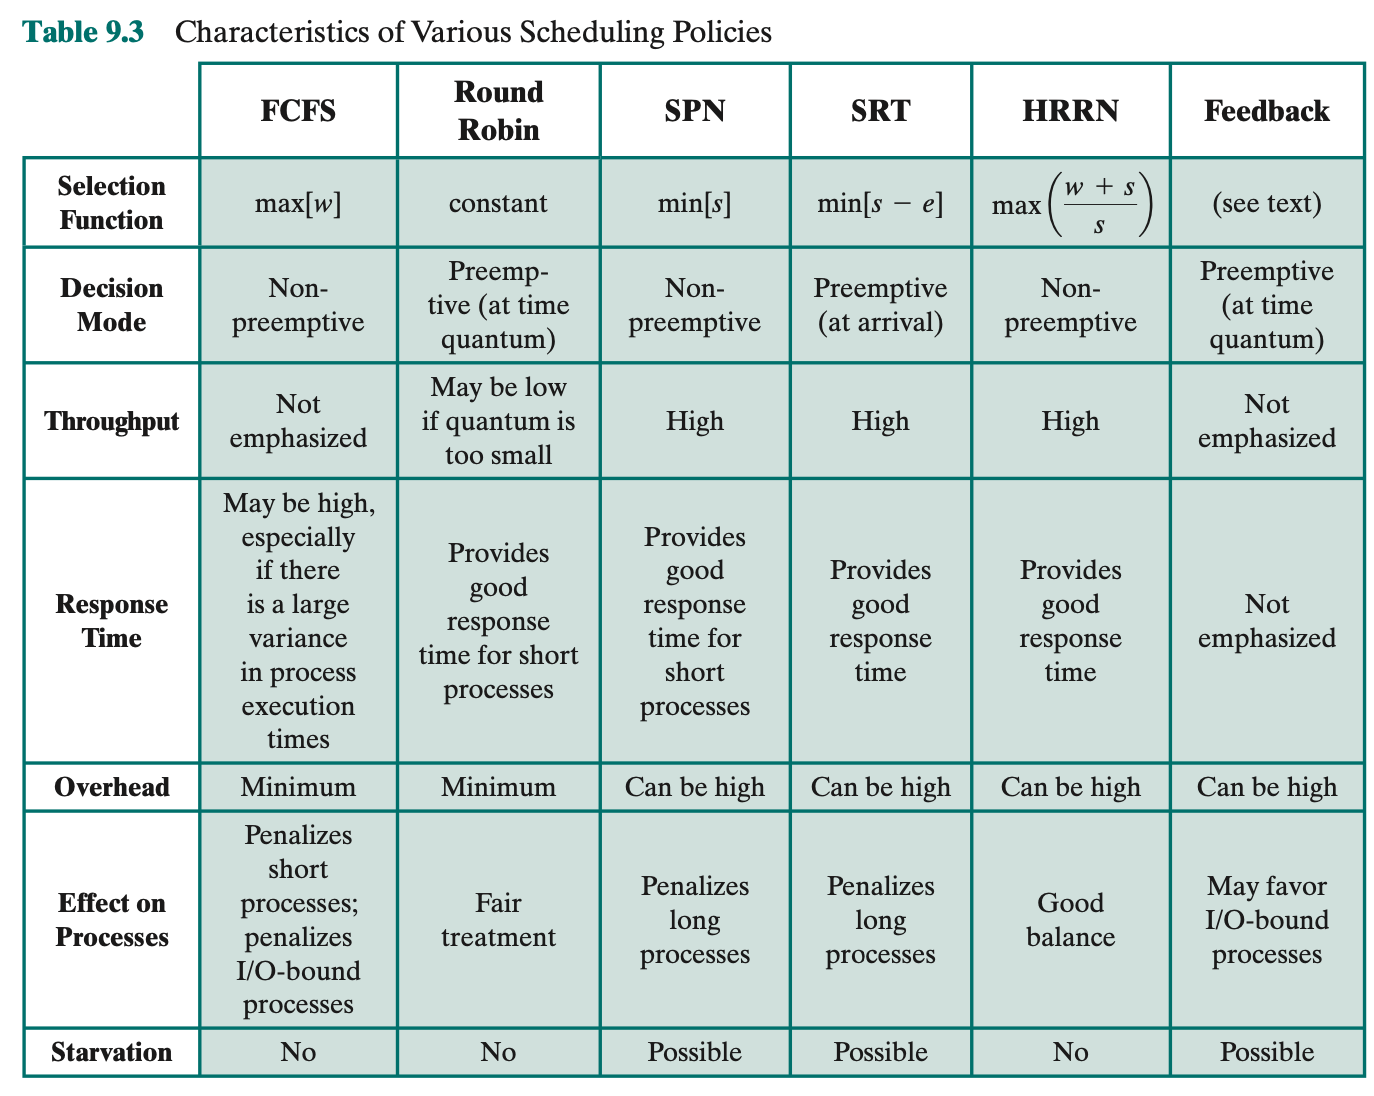 Table 9.3 Characteristics of Various Scheduling Policies
FCFS
Round
Robin
SPN
SRT
HRRN
Feedback
Selection
Function
max[w]
constant
min[s]
min[s − e]
max((w + s)/s)
(see text)
Decision
Mode
Non-
preemptive
Preemp-
tive (at time
quantum)
Non-
preemptive
Preemptive
(at arrival)
Non-
preemptive
Preemptive
(at time
quantum)
Throughput
Not
emphasized
May be low
if quantum is
too small
High
High
High
Not
emphasized
Response
Time
May be high,
especially
if there
is a large
variance
in process
execution
times
Provides
good
response
time for short
processes
Provides
good
response
time for
short
processes
Provides
good
response
time
Provides
good
response
time
Not
emphasized
Overhead
Minimum
Minimum
Can be high
Can be high
Can be high
Can be high
Effect on
Processes
Penalizes
short
processes;
penalizes
I/O-bound
processes
Fair
treatment
Penalizes
long
processes
Penalizes
long
processes
Good
balance
May favor
I/O-bound
processes
Starvation
No
No
Possible
Possible
No
Possible